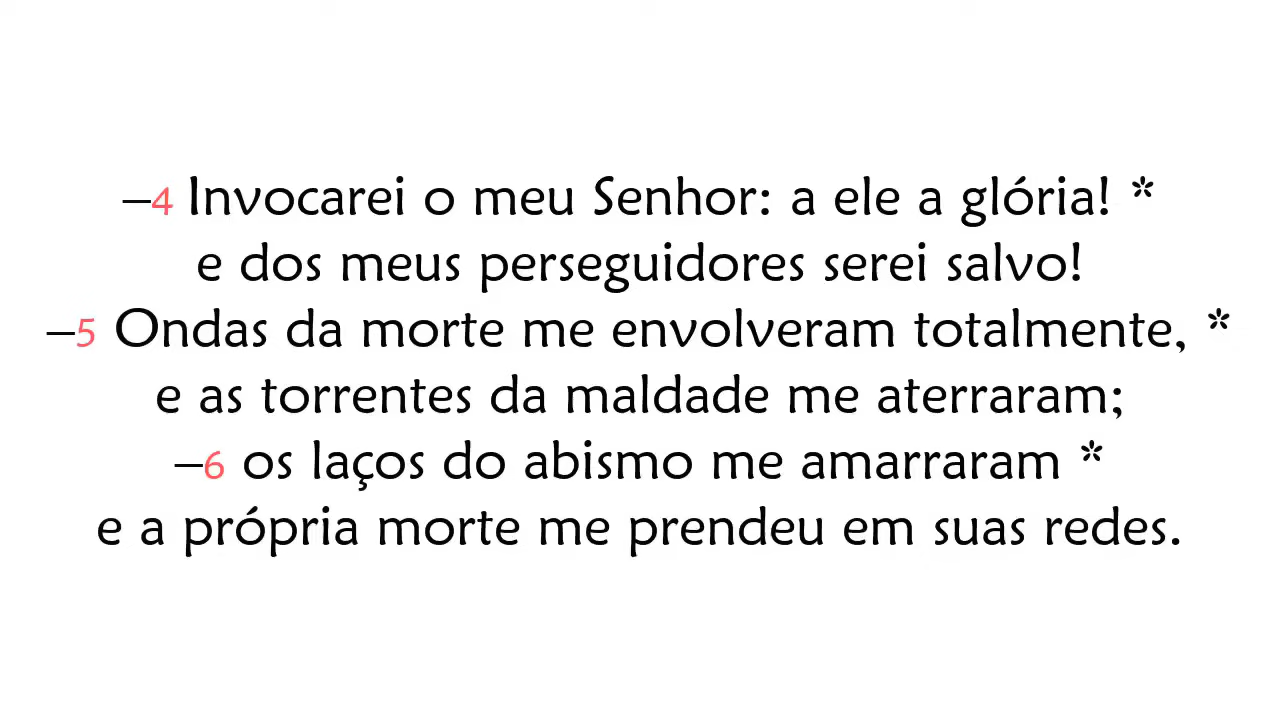 –4 Invocarei o meu Senhor: a ele a glória! *
e dos meus perseguidores serei salvo!
–5 Ondas da morte me envolveram totalmente, *
e as torrentes da maldade me aterraram;
–6 os laços do abismo me amarraram *
e a própria morte me prendeu em suas redes.